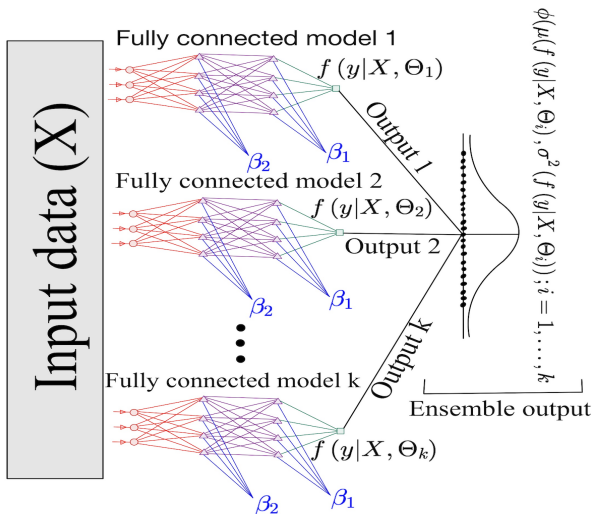 Input data (X)
Fully connected model 1
f (y|X, Θ₁)
β₂
β₁
Output 1
Fully connected model 2
f (y|X, Θ₂)
Output 2
β₂
β₁
Fully connected model k
Output k
f (y|X, Θₖ)
β₂
β₁
ϕ(μ(f (y|X, Θᵢ) , σ² (f (y|X, Θᵢ)) ; i = 1, . . . , k
Ensemble output